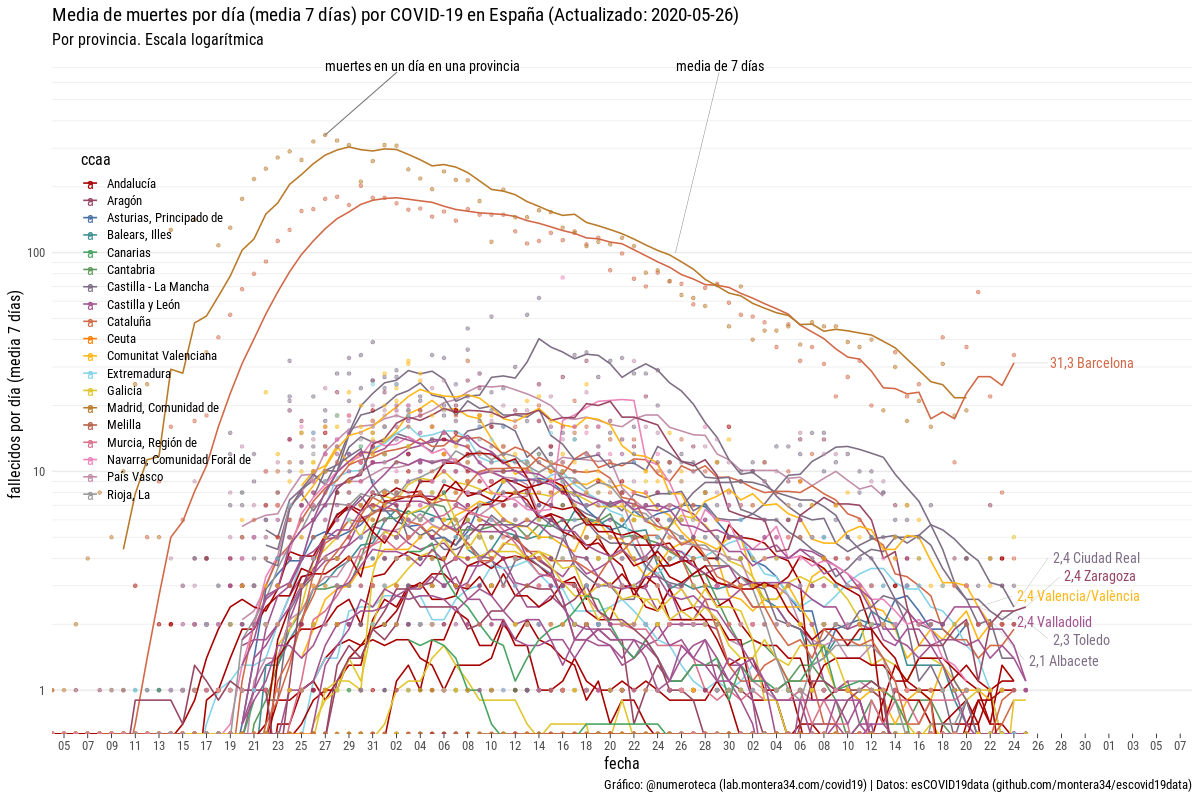 Media de muertes por día (media 7 días) por COVID-19 en España (Actualizado: 2020-05-26)
Por provincia. Escala logarítmica
muertes en un día en una provincia
media de 7 días
ccaa
Andalucía
Aragón
Asturias, Principado de
Balears, Illes
Canarias
Cantabria
Castilla - La Mancha
Castilla y León
Cataluña
Ceuta
Comunitat Valenciana
Extremadura
Galicia
Madrid, Comunidad de
Melilla
Murcia, Región de
Navarra, Comunidad Foral de
País Vasco
Rioja, La
fallecidos por día (media 7 días)
100
10
1
31,3 Barcelona
2,4 Ciudad Real
2,4 Zaragoza
2,4 Valencia/València
2,4 Valladolid
2,3 Toledo
2,1 Albacete
05 07 09 11 13 15 17 19 21 23 25 27 29 31 02 04 06 08 10 12 14 16 18 20 22 24 26 28 30 02 04 06 08 10 12 14 16 18 20 22 24 26 28 30 01 03 05 07
fecha
Gráfico: @numeroteca (lab.montera34.com/covid19) | Datos: esCOVID19data (github.com/montera34/escovid19data)